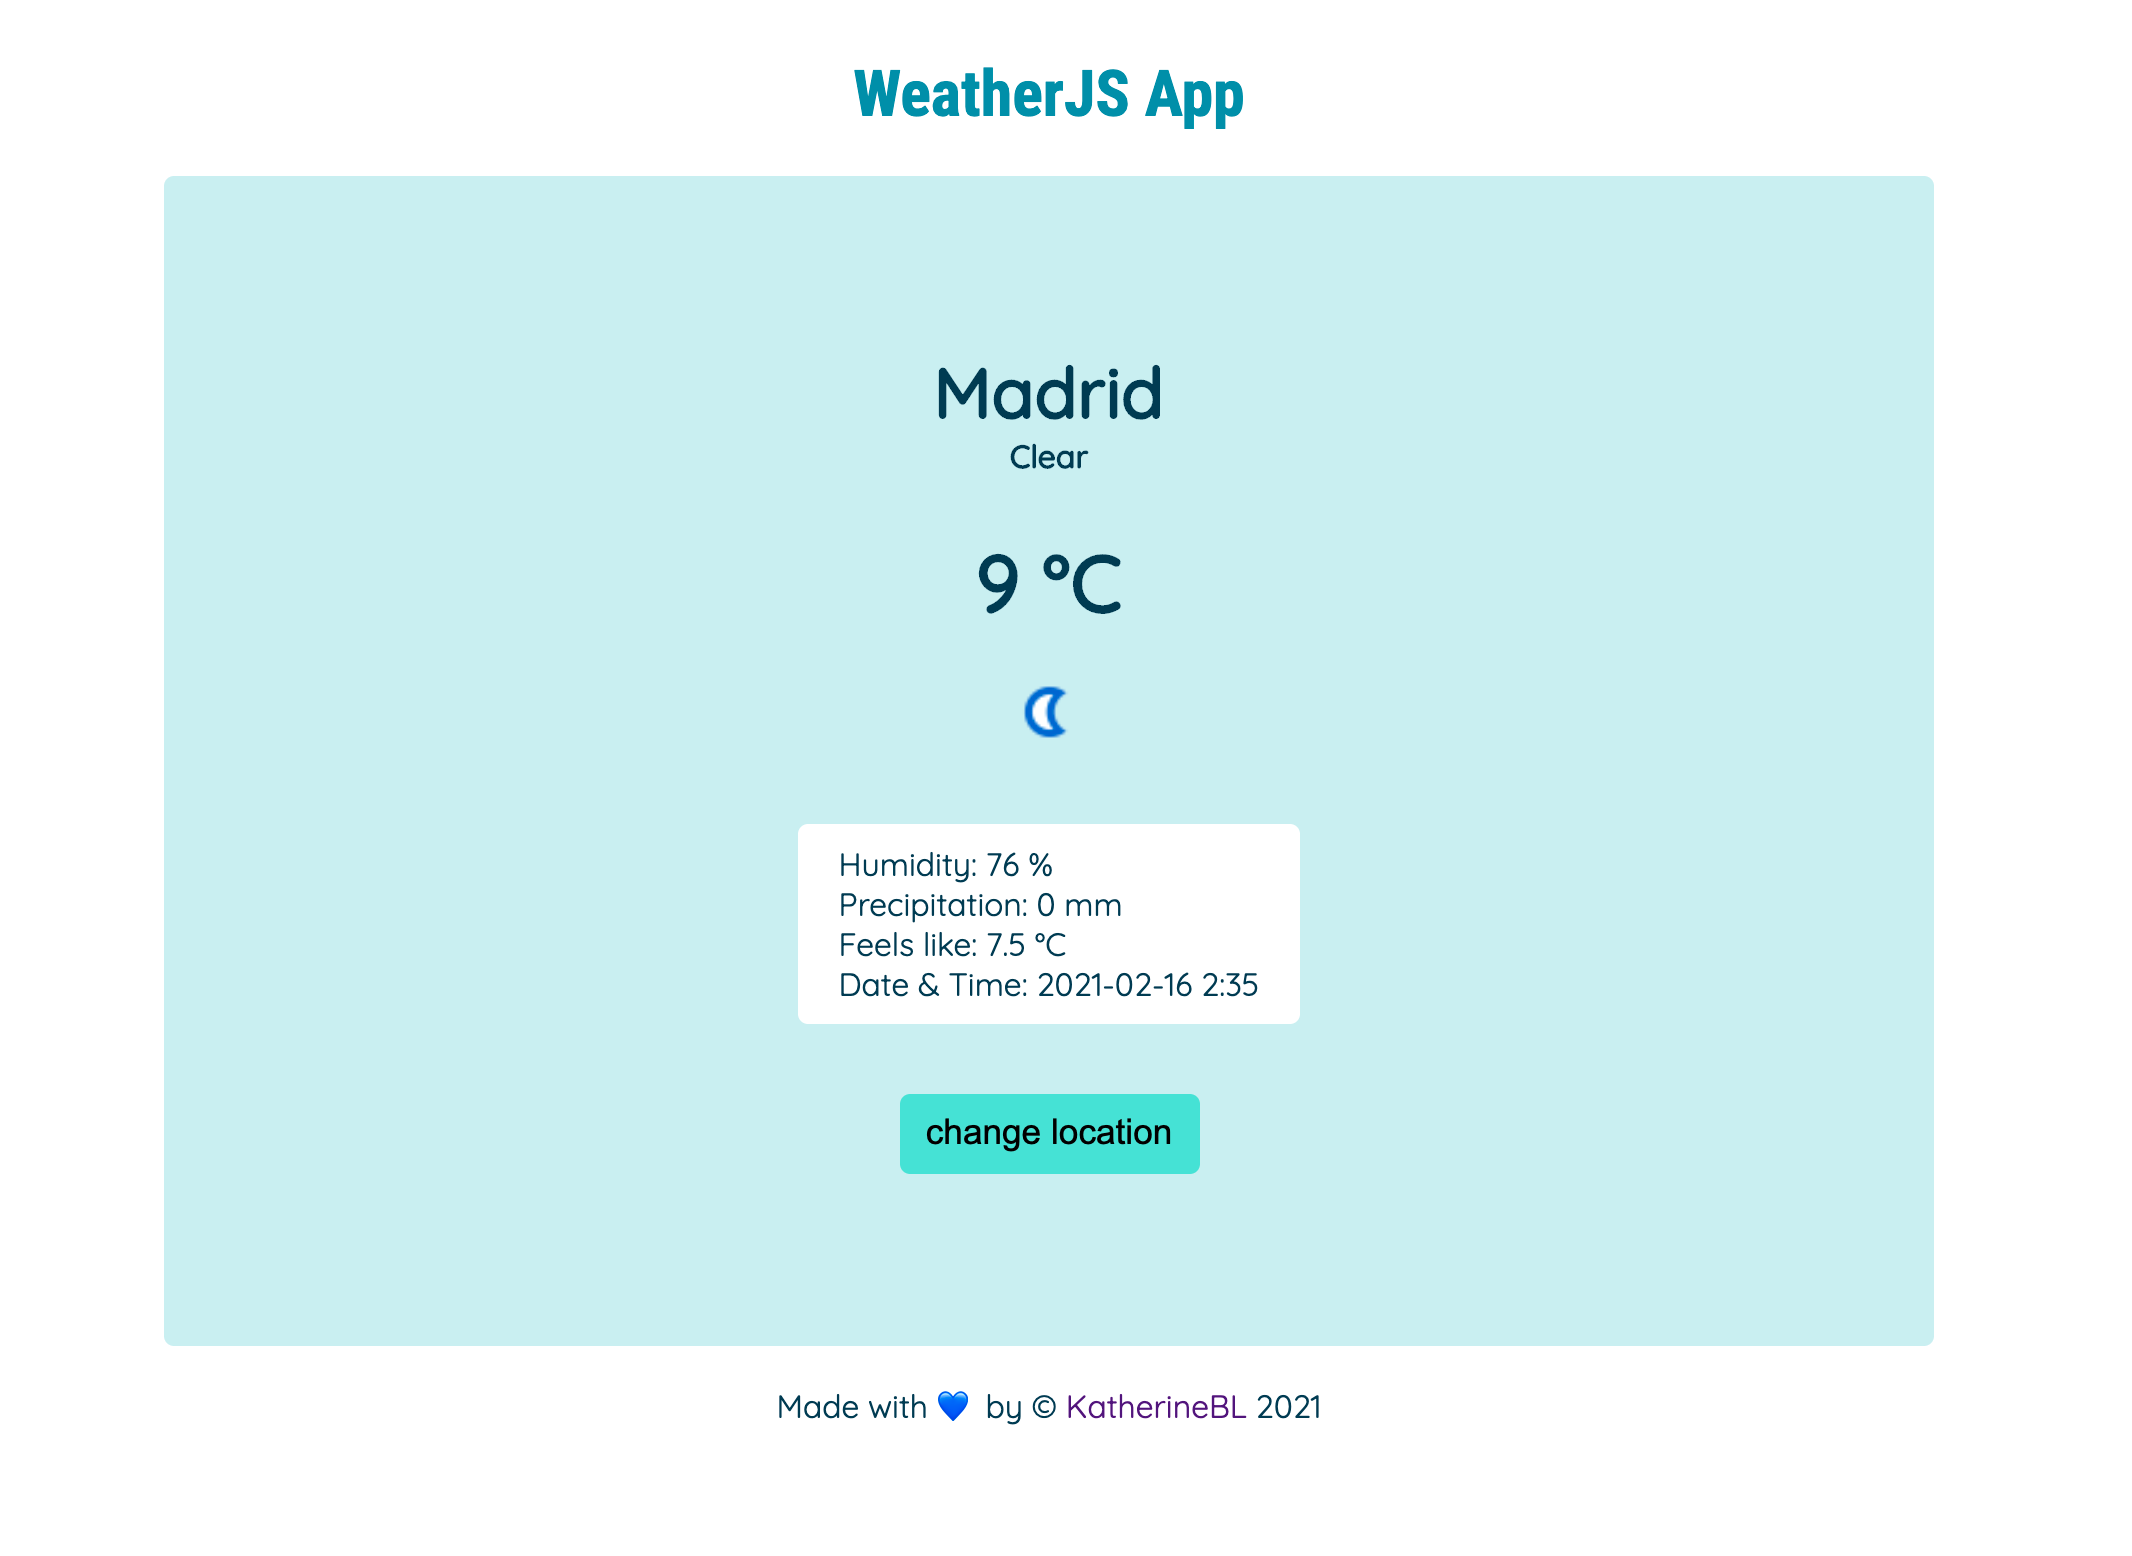 WeatherJS App
Madrid
Clear
9 °C
Humidity: 76 %
Precipitation: 0 mm
Feels like: 7.5 °C
Date & Time: 2021-02-16 2:35
change location
Made with 💙 by © KatherineBL 2021